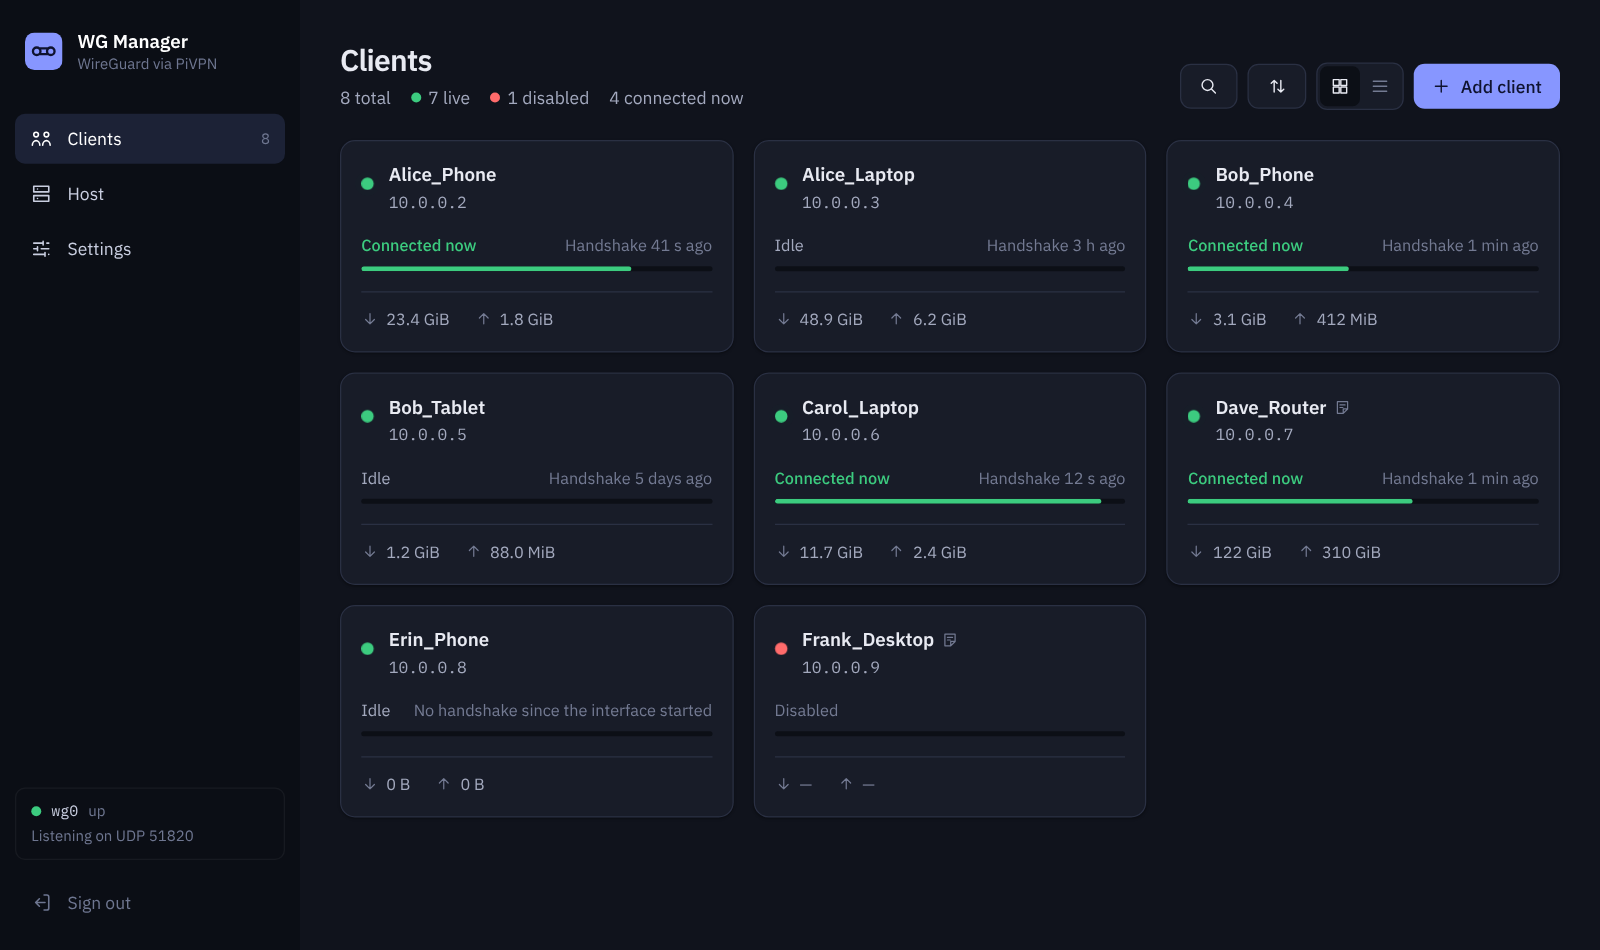 WG Manager
WireGuard via PiVPN
Clients 8
Host
Settings
wg0 up
Listening on UDP 51820
Sign out
Clients
8 total 7 live 1 disabled 4 connected now
Add client
Alice_Phone
10.0.0.2
Connected now Handshake 41 s ago
↓ 23.4 GiB ↑ 1.8 GiB
Alice_Laptop
10.0.0.3
Idle Handshake 3 h ago
↓ 48.9 GiB ↑ 6.2 GiB
Bob_Phone
10.0.0.4
Connected now Handshake 1 min ago
↓ 3.1 GiB ↑ 412 MiB
Bob_Tablet
10.0.0.5
Idle Handshake 5 days ago
↓ 1.2 GiB ↑ 88.0 MiB
Carol_Laptop
10.0.0.6
Connected now Handshake 12 s ago
↓ 11.7 GiB ↑ 2.4 GiB
Dave_Router
10.0.0.7
Connected now Handshake 1 min ago
↓ 122 GiB ↑ 310 GiB
Erin_Phone
10.0.0.8
Idle No handshake since the interface started
↓ 0 B ↑ 0 B
Frank_Desktop
10.0.0.9
Disabled
↓ — ↑ —